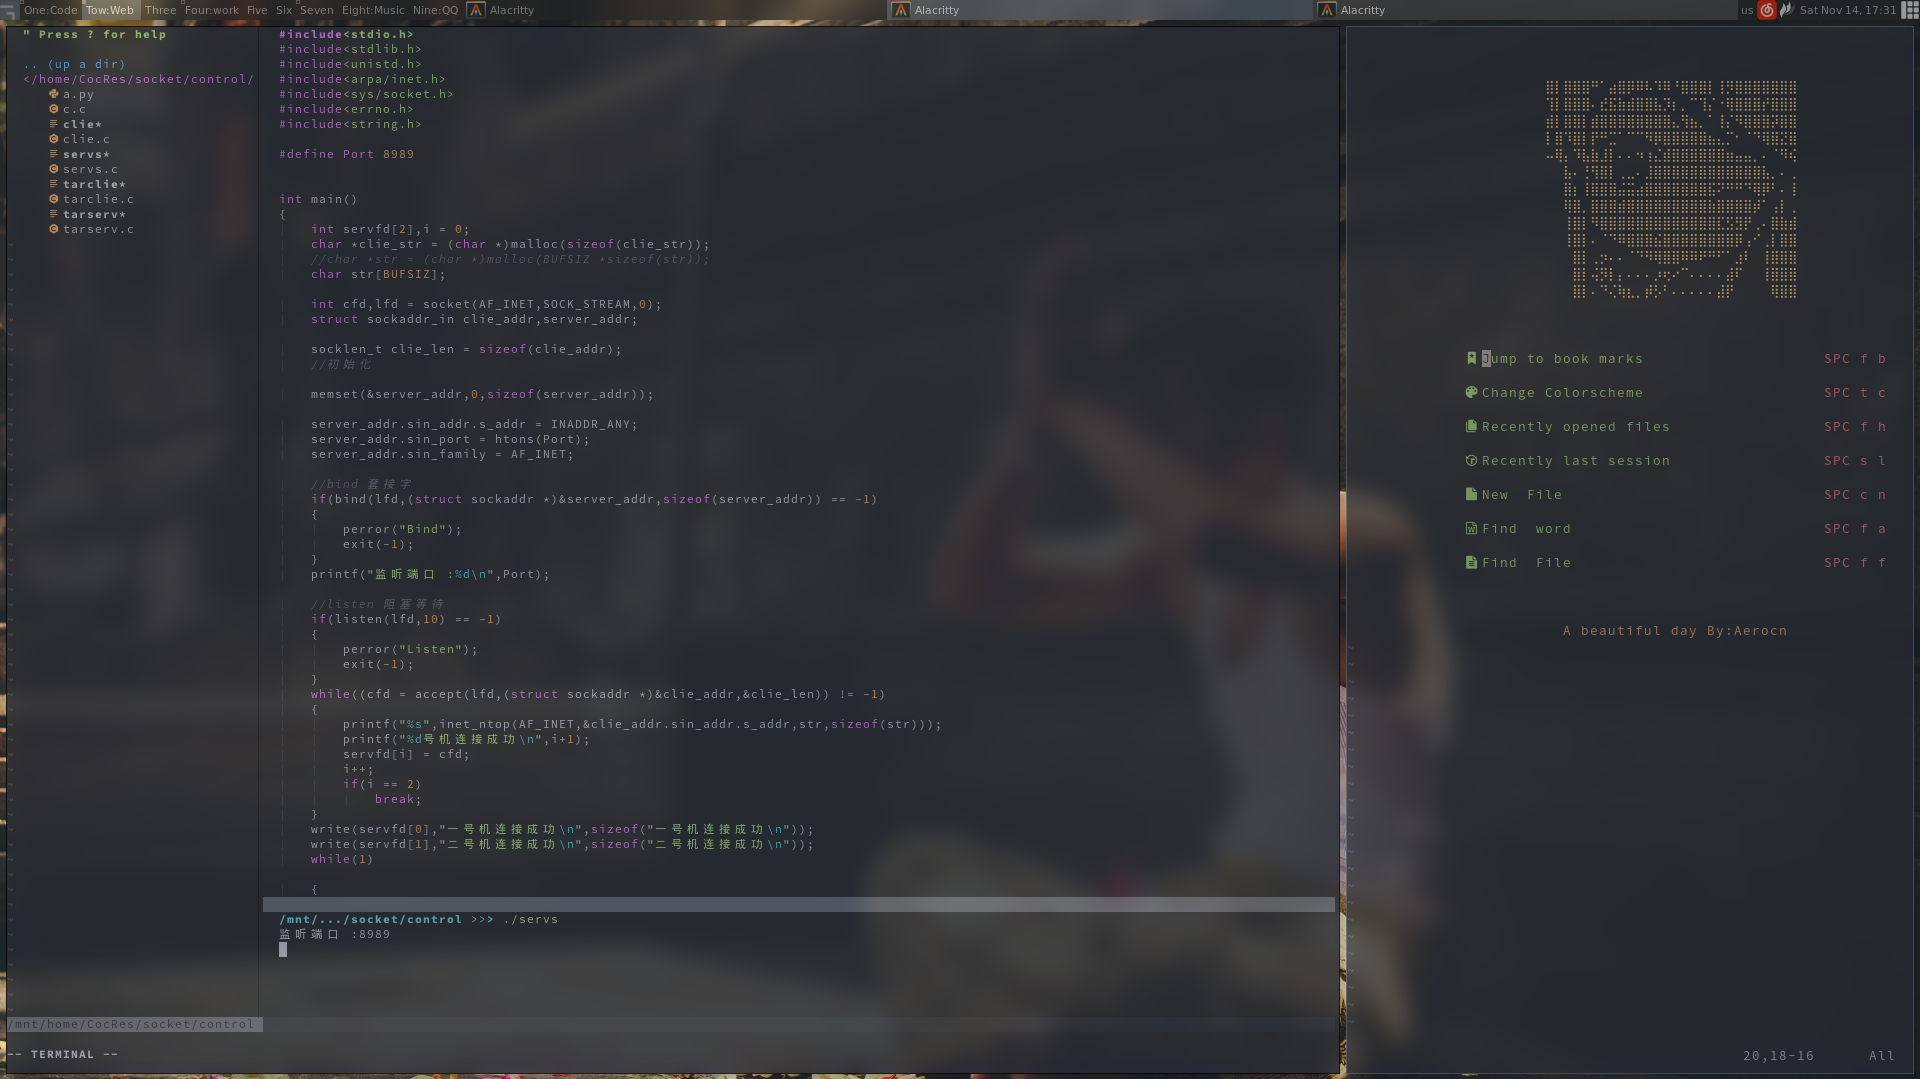 One:Code Tow:Web Three Four:work Five Six Seven Eight:Music Nine:QQ Alacritty Alacritty Alacritty us Sat Nov 14, 17:31
" Press ? for help
.. (up a dir)
</home/CocRes/socket/control/
a.py
c.c
clie*
clie.c
servs*
servs.c
tarclie*
tarclie.c
tarserv*
tarserv.c
/mnt/home/CocRes/socket/control
-- TERMINAL --
#include<stdio.h>
#include<stdlib.h>
#include<unistd.h>
#include<arpa/inet.h>
#include<sys/socket.h>
#include<errno.h>
#include<string.h>
#define Port 8989
int main()
{
int servfd[2],i = 0;
char *clie_str = (char *)malloc(sizeof(clie_str));
//char *str = (char *)malloc(BUFSIZ *sizeof(str));
char str[BUFSIZ];
int cfd,lfd = socket(AF_INET,SOCK_STREAM,0);
struct sockaddr_in clie_addr,server_addr;
socklen_t clie_len = sizeof(clie_addr);
//初始化
memset(&server_addr,0,sizeof(server_addr));
server_addr.sin_addr.s_addr = INADDR_ANY;
server_addr.sin_port = htons(Port);
server_addr.sin_family = AF_INET;
//bind 套接字
if(bind(lfd,(struct sockaddr *)&server_addr,sizeof(server_addr)) == -1)
{
perror("Bind");
exit(-1);
}
printf("监听端口 :%d\n",Port);
//listen 阻塞等待
if(listen(lfd,10) == -1)
{
perror("Listen");
exit(-1);
}
while((cfd = accept(lfd,(struct sockaddr *)&clie_addr,&clie_len)) != -1)
{
printf("%s",inet_ntop(AF_INET,&clie_addr.sin_addr.s_addr,str,sizeof(str)));
printf("%d号机连接成功\n",i+1);
servfd[i] = cfd;
i++;
if(i == 2)
break;
}
write(servfd[0],"一号机连接成功\n",sizeof("一号机连接成功\n"));
write(servfd[1],"二号机连接成功\n",sizeof("二号机连接成功\n"));
while(1)
{
/mnt/.../socket/control >>> ./servs
监听端口 :8989
Jump to book marks SPC f b
Change Colorscheme SPC t c
Recently opened files SPC f h
Recently last session SPC s l
New File SPC c n
Find word SPC f a
Find File SPC f f
A beautiful day By:Aerocn
20,18-16 All